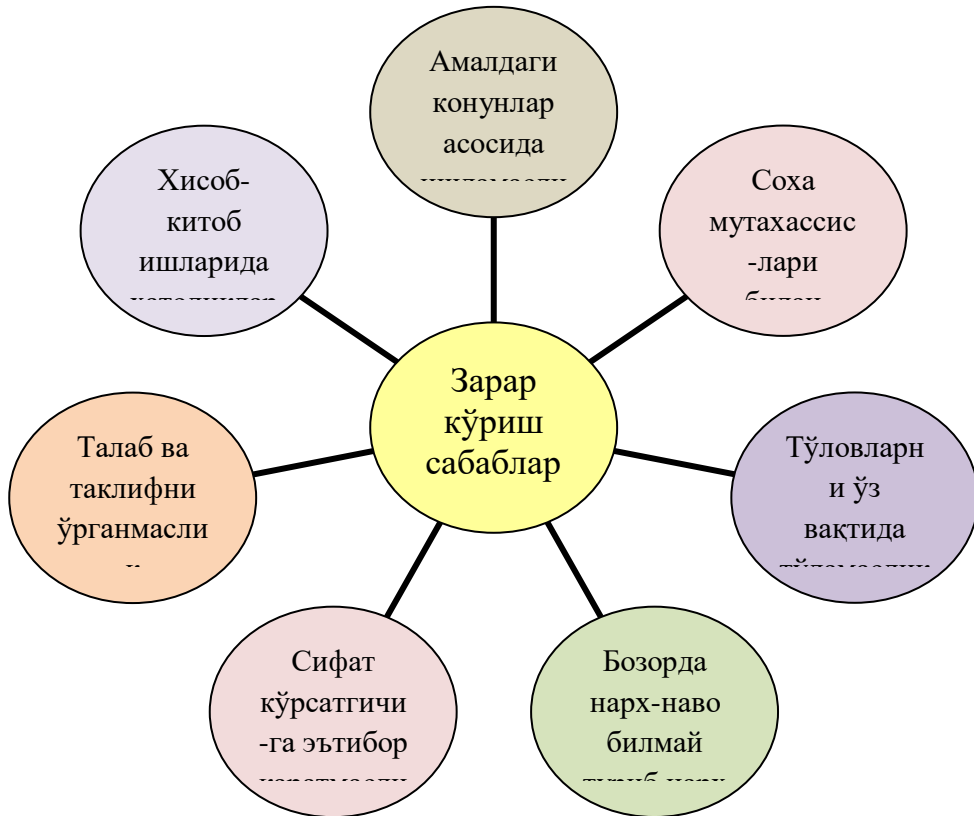 Амалдаги
конунлар
асосида
Соха
мутахассис
-лари
Тўловларн
и ўз
вақтида
Бозорда
нарх-наво
билмай
Сифат
кўрсатгичи
-га эътибор
Талаб ва
таклифни
ўрганмасли
Хисоб-
китоб
ишларида
Зарар
кўриш
сабаблар